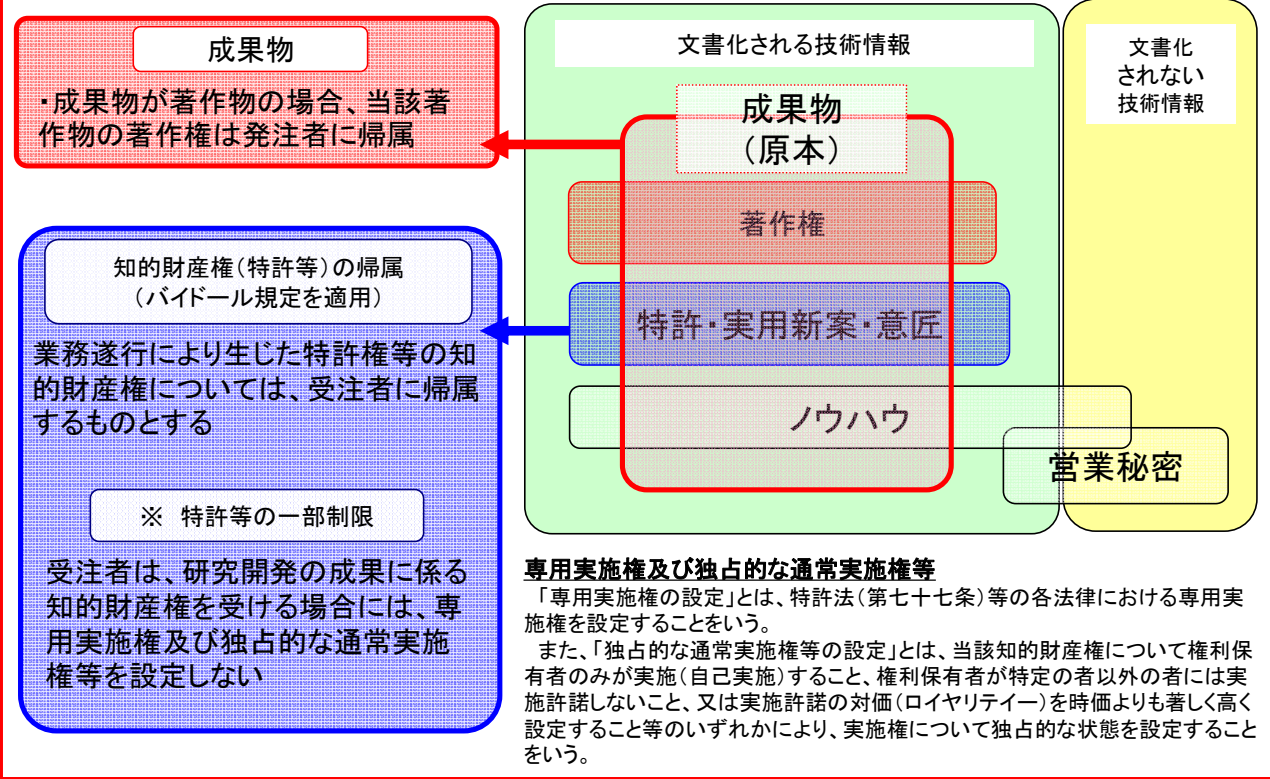 成果物
・成果物が著作物の場合、当該著
作物の著作権は発注者に帰属
知的財産権（特許等）の帰属
（バイドール規定を適用）
業務遂行により生じた特許権等の知
的財産権については、受注者に帰属
するものとする
※ 特許等の一部制限
受注者は、研究開発の成果に係る
知的財産権を受ける場合には、専
用実施権及び独占的な通常実施
権等を設定しない
文書化される技術情報
成果物
（原本）
著作権
特許・実用新案・意匠
ノウハウ
営業秘密
文書化
されない
技術情報
専用実施権及び独占的な通常実施権等
「専用実施権の設定」とは、特許法（第七十七条）等の各法律における専用実
施権を設定することをいう。
また、「独占的な通常実施権等の設定」とは、当該知的財産権について権利保
有者のみが実施（自己実施）すること、権利保有者が特定の者以外の者には実
施許諾しないこと、又は実施許諾の対価（ロイヤリテイー）を時価よりも著しく高く
設定すること等のいずれかにより、実施権について独占的な状態を設定すること
をいう。